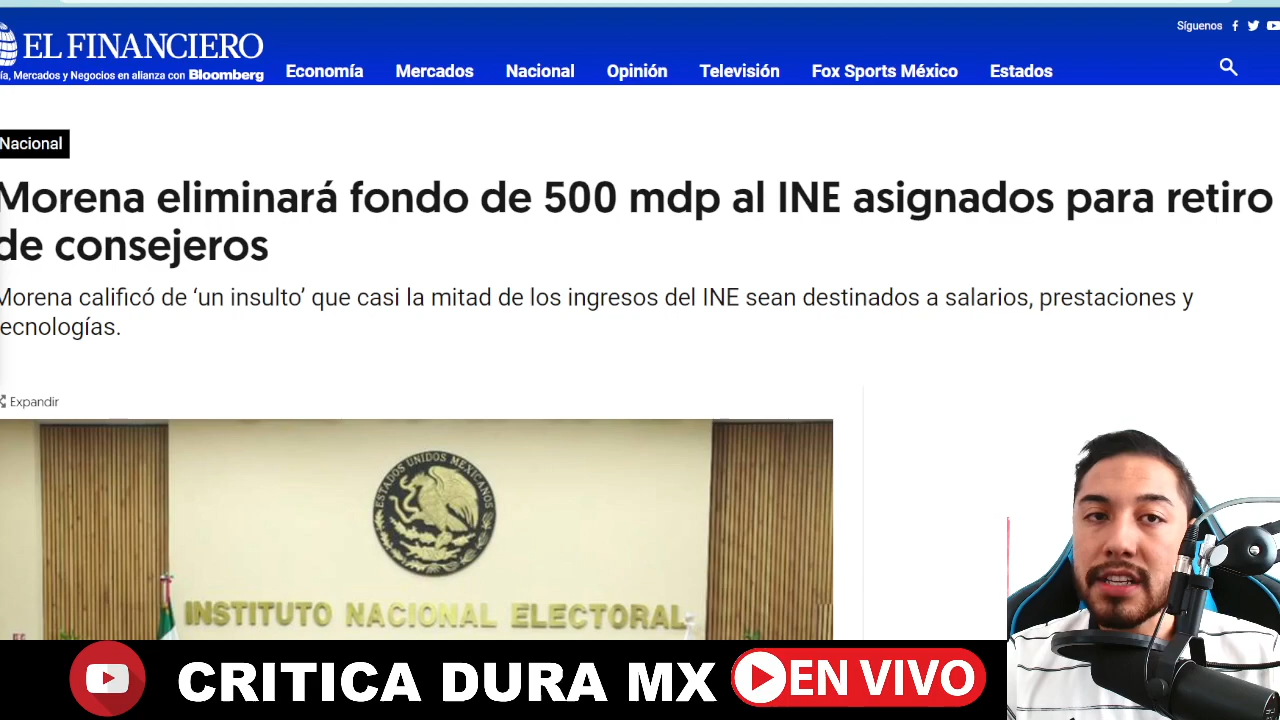 Síguenos
EL FINANCIERO
ía, Mercados y Negocios en alianza con Bloomberg
Economía Mercados Nacional Opinión Televisión Fox Sports México Estados
Nacional
Morena eliminará fondo de 500 mdp al INE asignados para retiro
de consejeros
Morena calificó de ‘un insulto’ que casi la mitad de los ingresos del INE sean destinados a salarios, prestaciones y
ecnologías.
Expandir
ESTADOS UNIDOS MEXICANOS
INSTITUTO NACIONAL ELECTORAL
CRITICA DURA MX EN VIVO